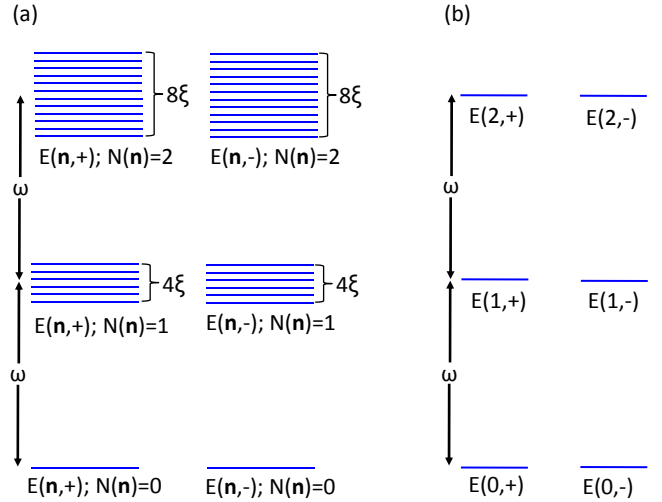 (a)
(b)
8ξ
8ξ
E(2,+)
E(2,-)
E(n,+); N(n)=2
E(n,-); N(n)=2
ω
ω
4ξ
4ξ
E(n,+); N(n)=1
E(n,-); N(n)=1
E(1,+)
E(1,-)
ω
ω
E(n,+); N(n)=0
E(n,-); N(n)=0
E(0,+)
E(0,-)